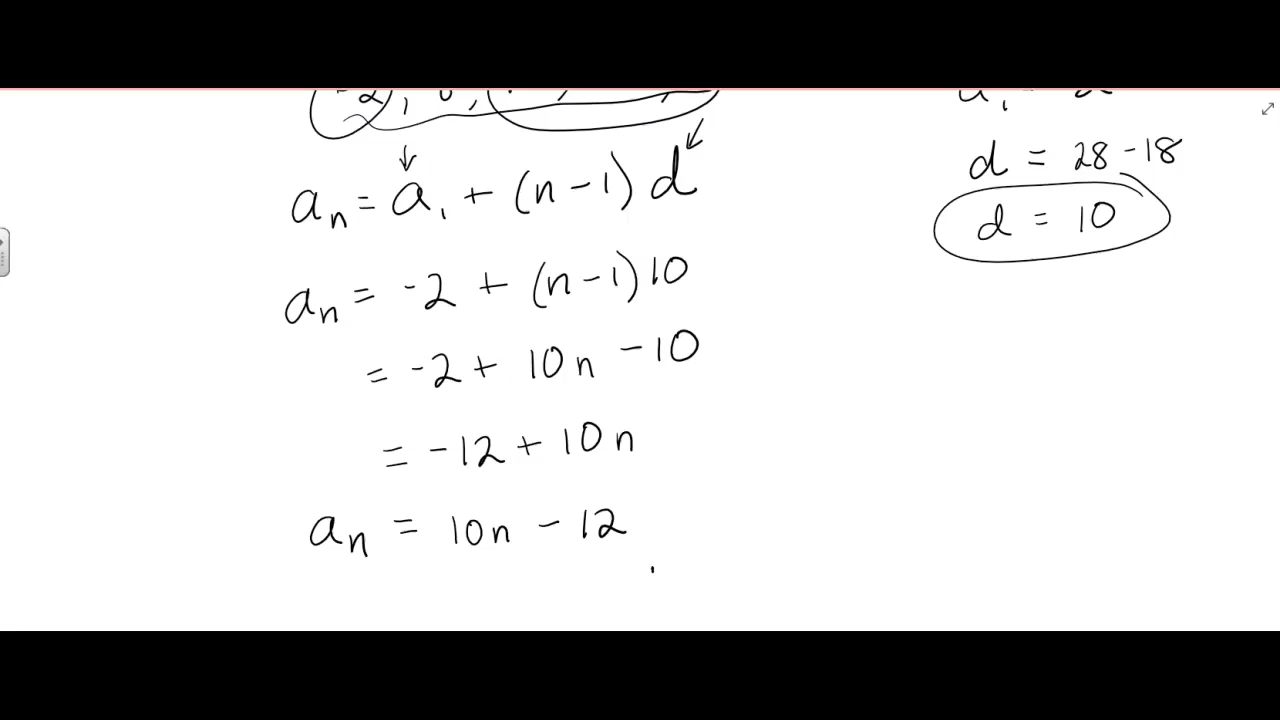 d = 28 - 18
d = 10
aₙ = a₁ + (n - 1) d
aₙ = -2 + (n - 1) 10
= -2 + 10n - 10
= -12 + 10n
aₙ = 10n - 12